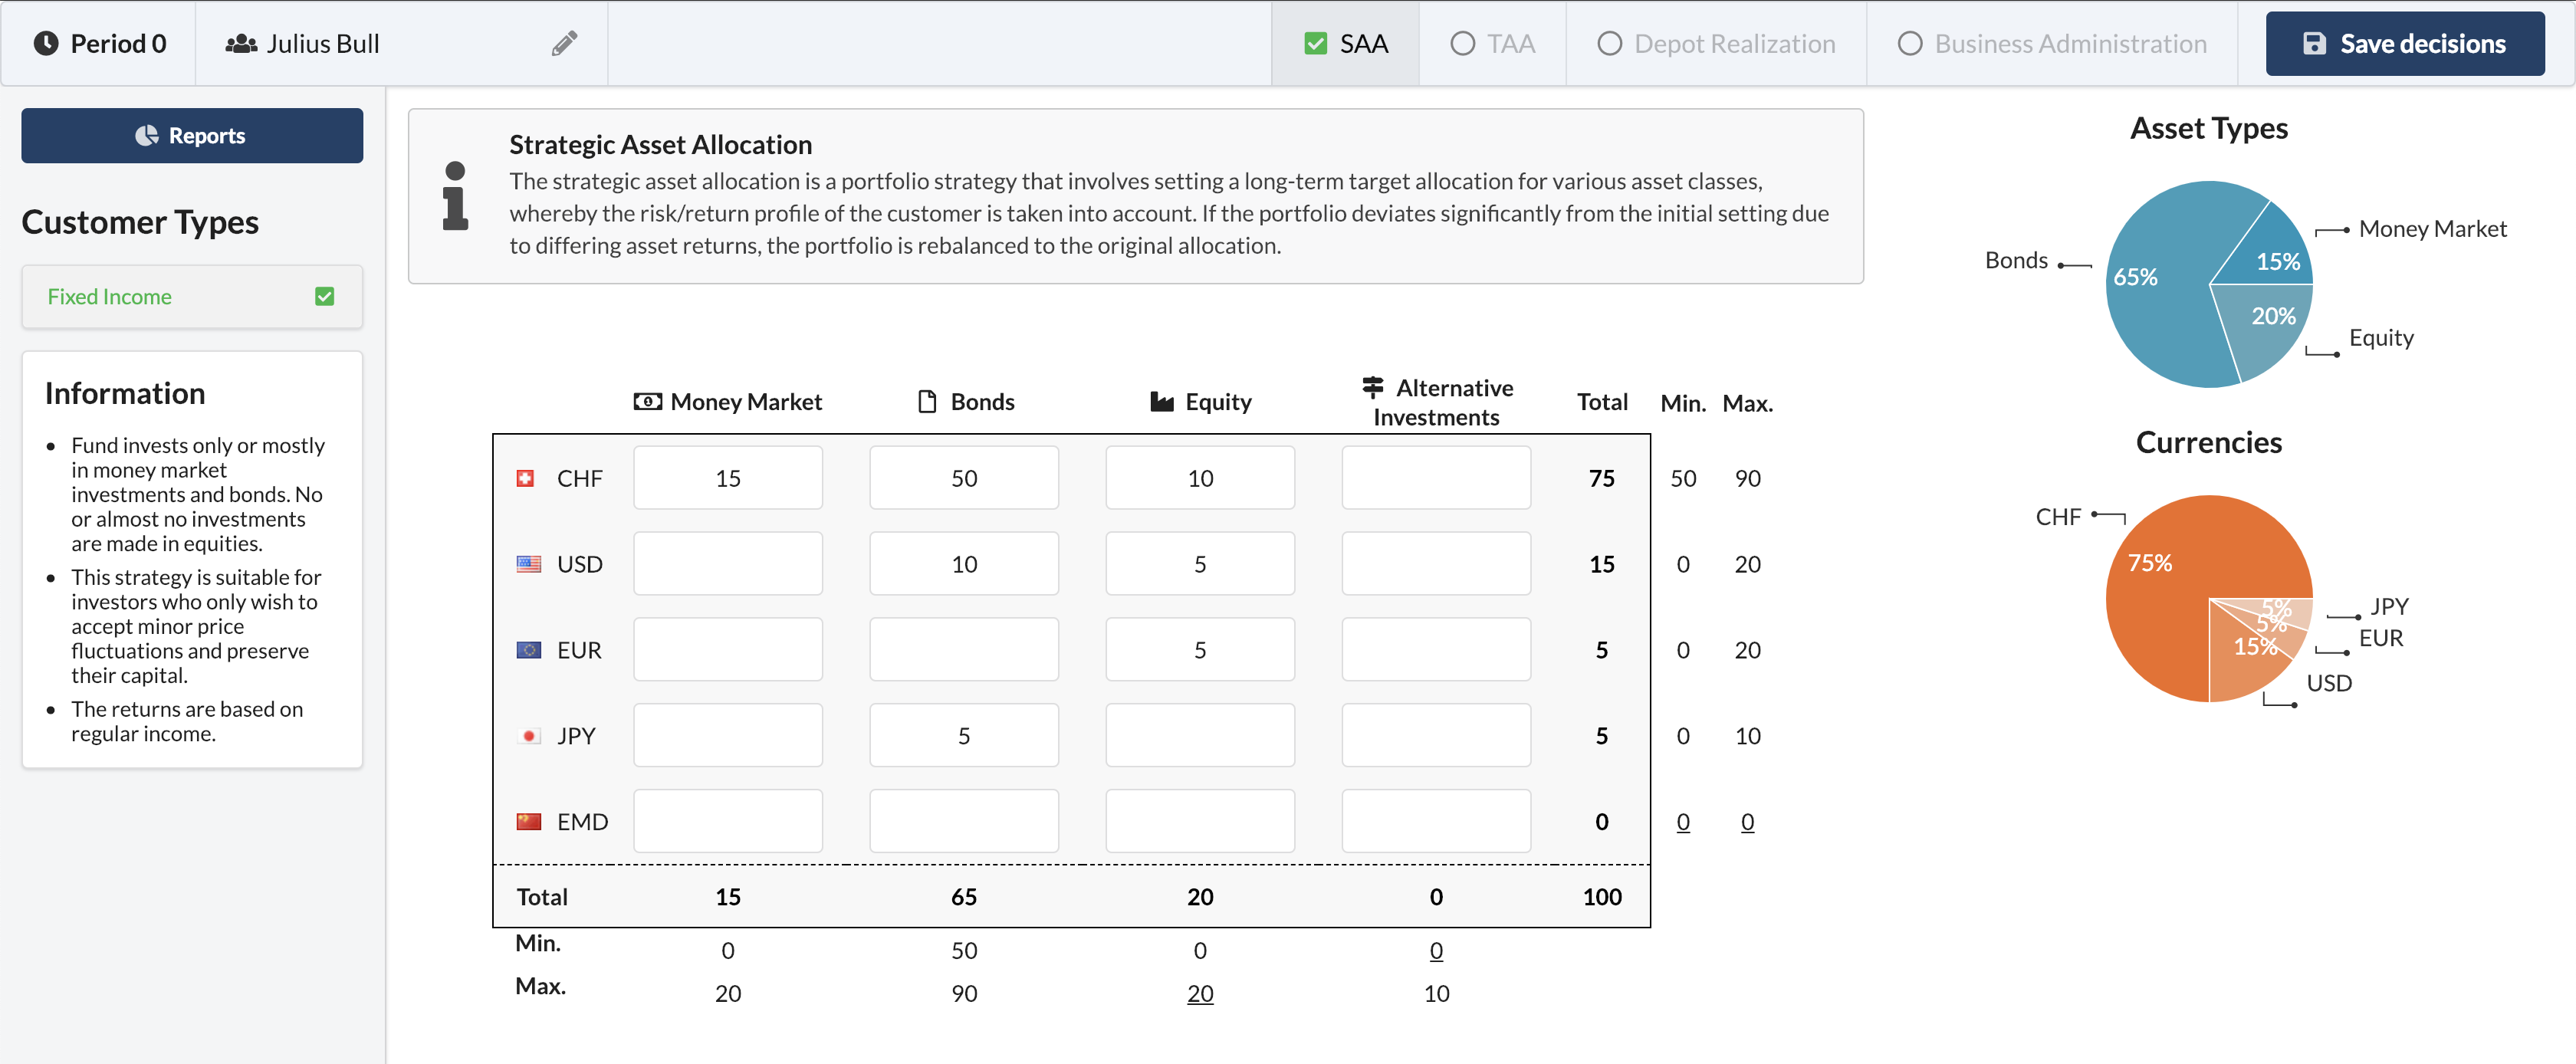 Period 0
Julius Bull
SAA
TAA
Depot Realization
Business Administration
Save decisions
Reports
Customer Types
Fixed Income
Information
Fund invests only or mostly
in money market
investments and bonds. No
or almost no investments
are made in equities.
This strategy is suitable for
investors who only wish to
accept minor price
fluctuations and preserve
their capital.
The returns are based on
regular income.
Strategic Asset Allocation
The strategic asset allocation is a portfolio strategy that involves setting a long-term target allocation for various asset classes,
whereby the risk/return profile of the customer is taken into account. If the portfolio deviates significantly from the initial setting due
to differing asset returns, the portfolio is rebalanced to the original allocation.
Money Market Bonds Equity Alternative Investments Total Min. Max.
CHF 15 50 10 75 50 90
USD 10 5 15 0 20
EUR 5 5 0 20
JPY 5 5 0 10
EMD 0 0 0
Total 15 65 20 0 100
Min. 0 50 0 0
Max. 20 90 20 10
Asset Types
Money Market
15%
Bonds
65%
20%
Equity
Currencies
CHF
75%
5%
JPY
5%
EUR
15%
USD